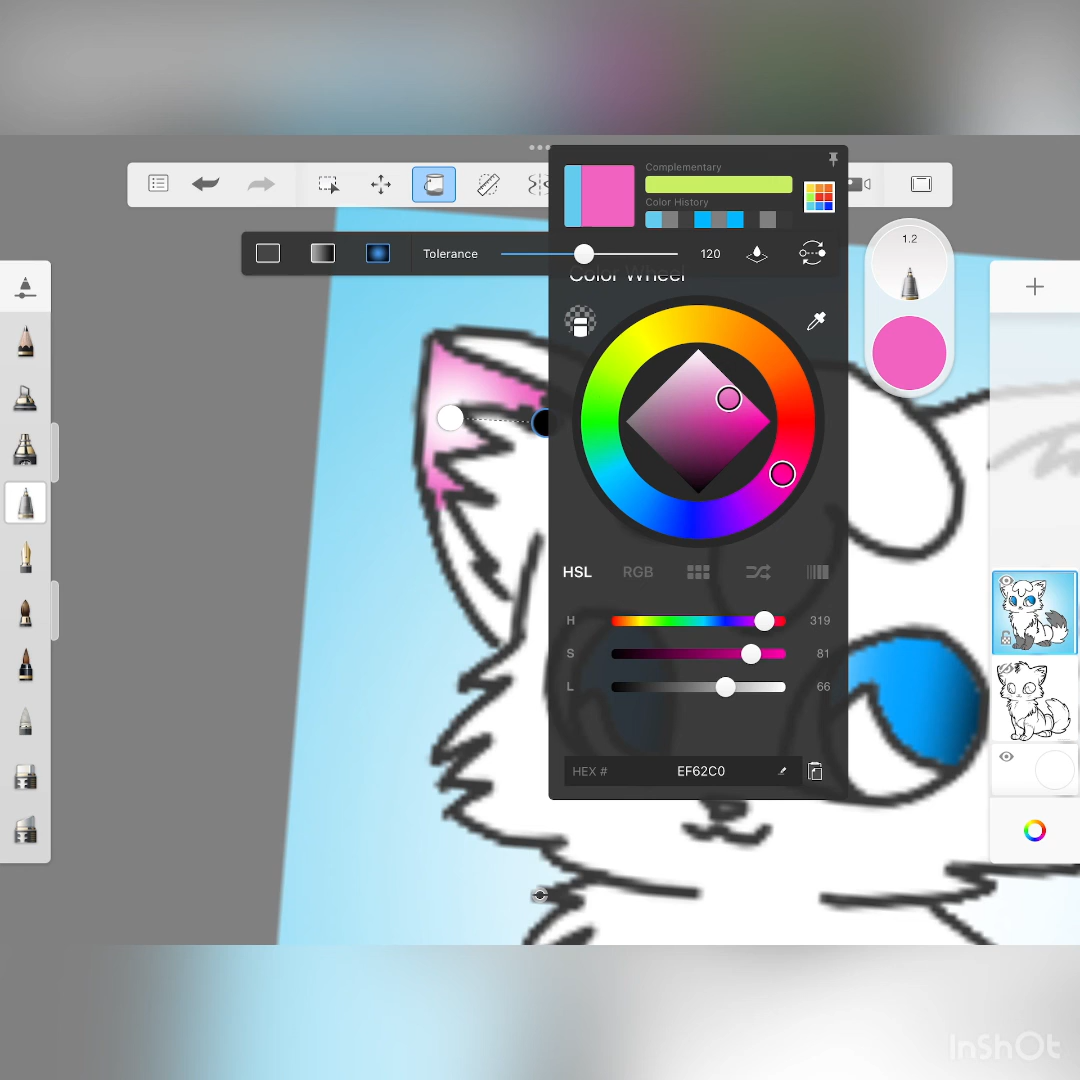 Complementary
Color History
1.2
Tolerance
120
Color Wheel
HSL
RGB
H
319
S
81
L
66
HEX #
EF62C0
InShOt